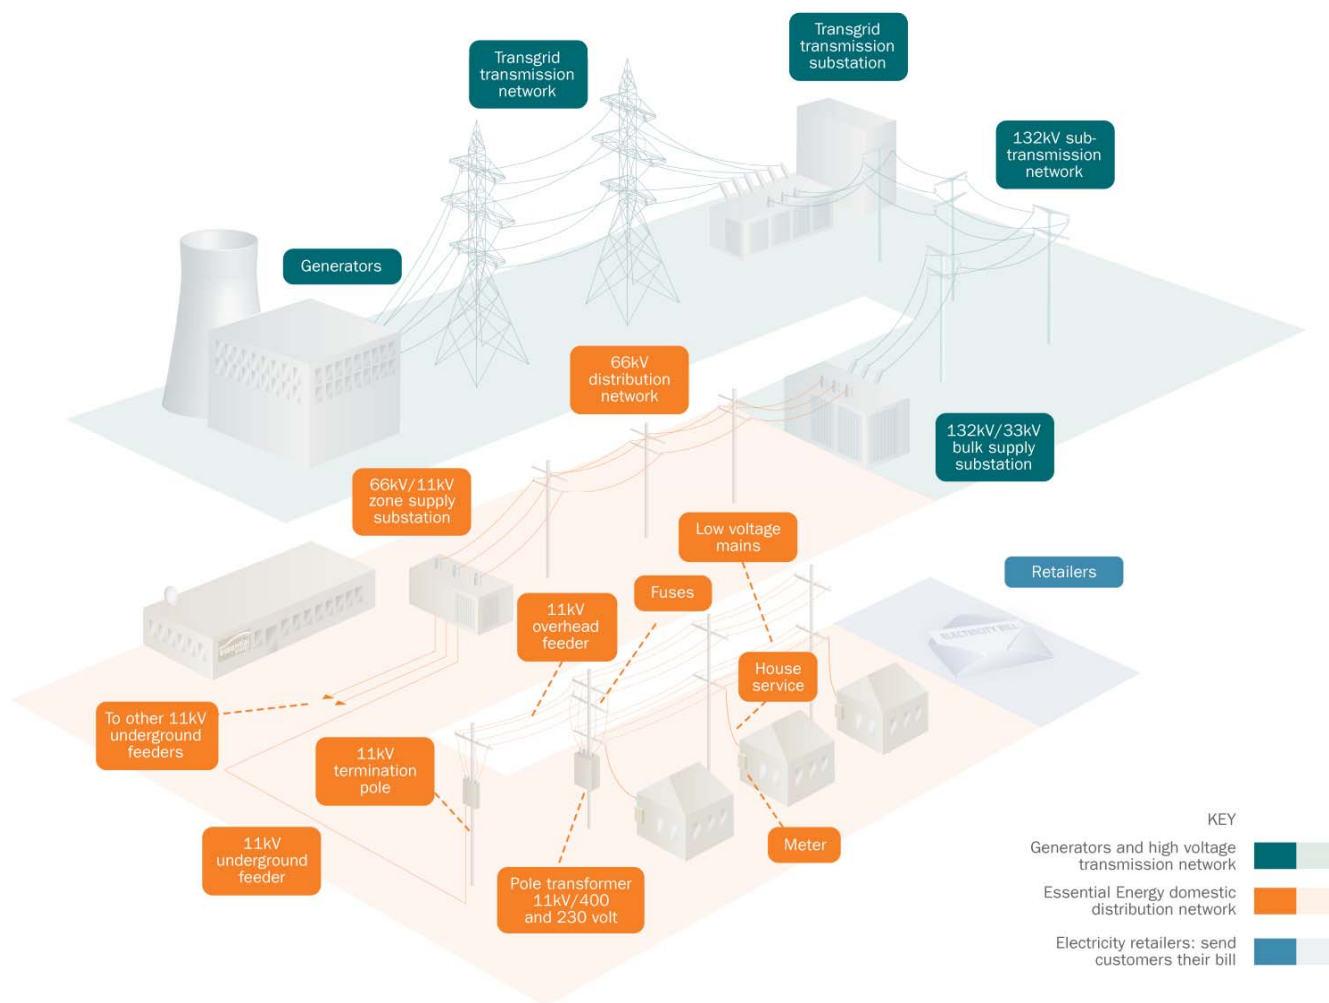 Transgrid
transmission
substation
Transgrid
transmission
network
132kV sub-
transmission
network
Generators
66kV
distribution
network
132kV/33kV
bulk supply
substation
66kV/11kV
zone supply
substation
Low voltage
mains
Retailers
Fuses
11kV
overhead
feeder
ELECTRICITY BILL
essential
House
service
To other 11kV
underground
feeders
11kV
termination
pole
11kV
underground
feeder
Meter
Pole transformer
11kV/400
and 230 volt
KEY
Generators and high voltage
transmission network
Essential Energy domestic
distribution network
Electricity retailers: send
customers their bill